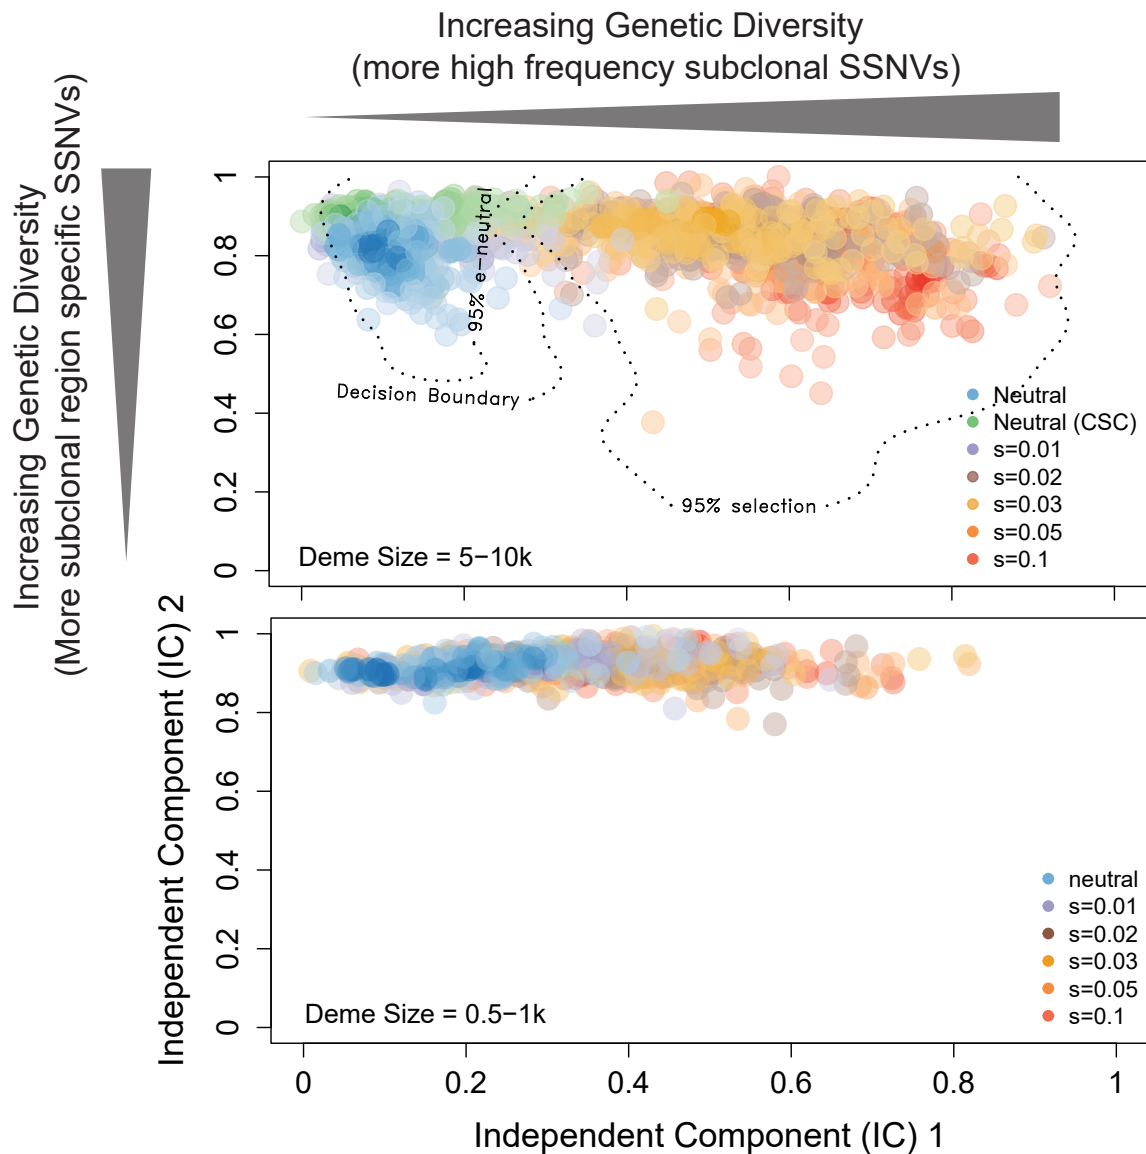 Increasing Genetic Diversity
(more high frequency subclonal SSNVs)
Increasing Genetic Diversity
(More subclonal region specific SSNVs)
1
0.8
0.6
0.4
0.2
0
95% e-neutral
Decision Boundary
95% selection
Deme Size = 5−10k
Neutral
Neutral (CSC)
s=0.01
s=0.02
s=0.03
s=0.05
s=0.1
Independent Component (IC) 2
1
0.8
0.6
0.4
0.2
0
Deme Size = 0.5−1k
neutral
s=0.01
s=0.02
s=0.03
s=0.05
s=0.1
0 0.2 0.4 0.6 0.8 1
Independent Component (IC) 1